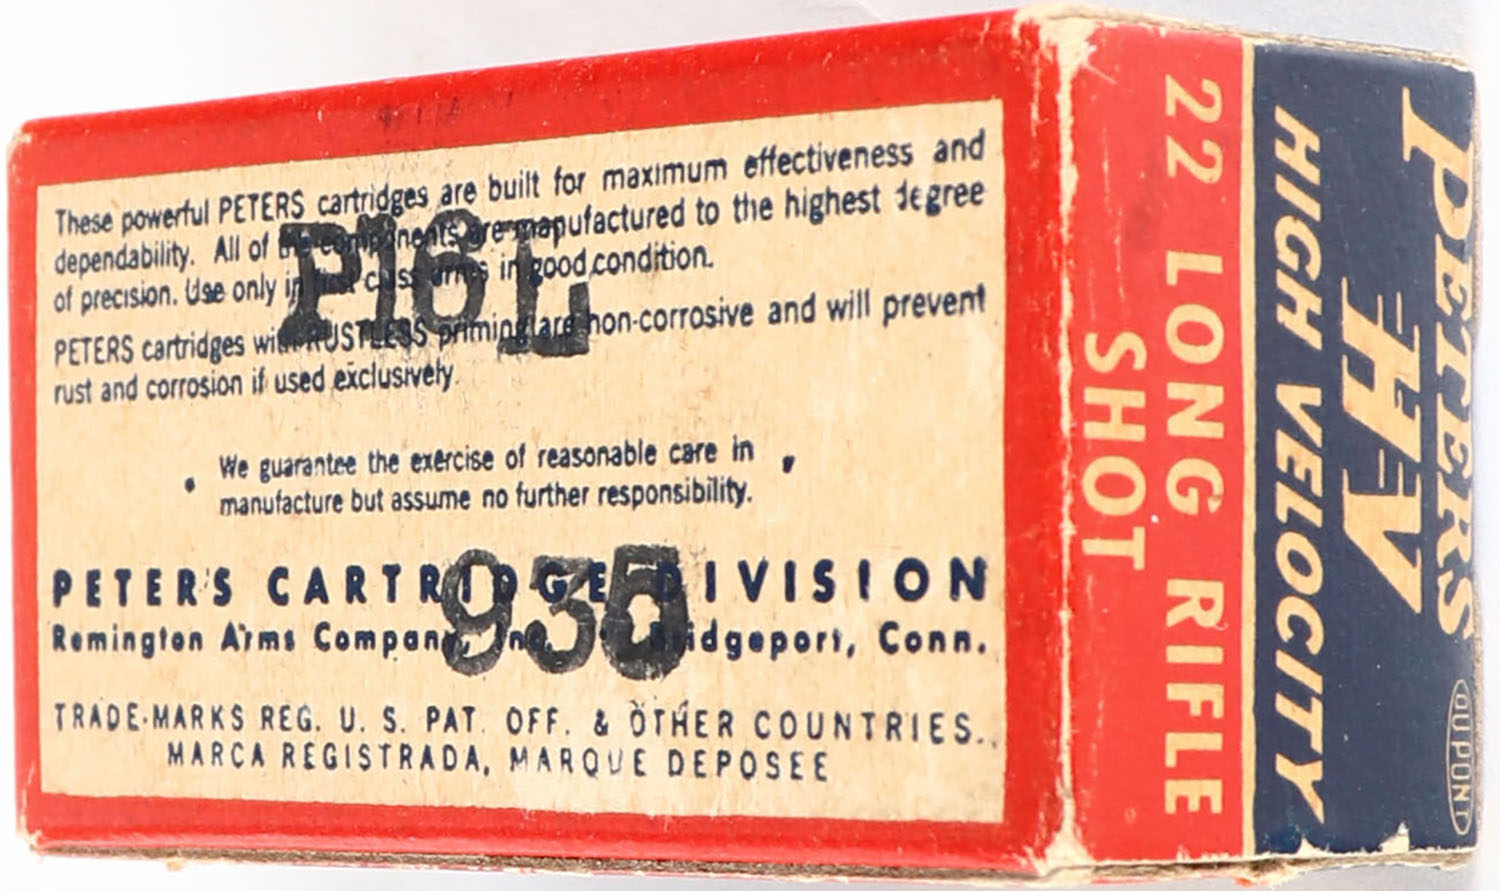 These powerful PETERS cartridges are built for maximum effectiveness and
dependability. All of the components are manufactured to the highest degree
of precision. Use only in first class arms in good condition.
PETERS cartridges with RUSTLESS priming are non-corrosive and will prevent
rust and corrosion if used exclusively.
P16L
We guarantee the exercise of reasonable care in
manufacture but assume no further responsibility.
PETERS CARTRIDGE DIVISION
Remington Arms Company, Inc. Bridgeport, Conn.
935
TRADE-MARKS REG. U. S. PAT. OFF. & OTHER COUNTRIES.
MARCA REGISTRADA, MARQUE DEPOSEE
PETERS
HV
HIGH VELOCITY
22 LONG RIFLE
SHOT
DUPONT